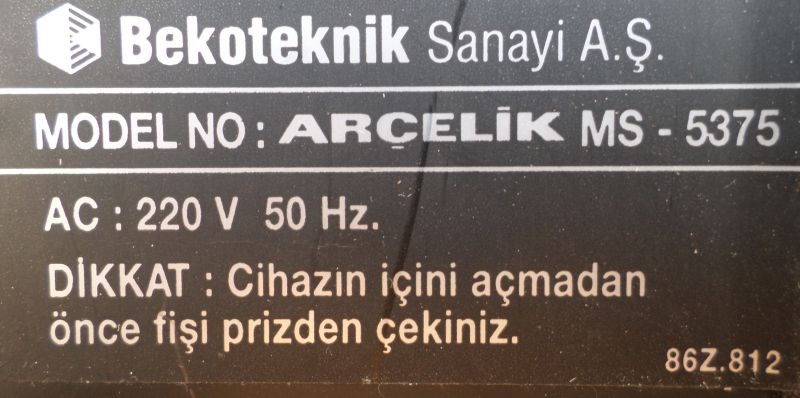 Bekoteknik Sanayi A.Ş.
MODEL NO : ARÇELİK MS - 5375
AC : 220 V 50 Hz.
DİKKAT : Cihazın içini açmadan
önce fişi prizden çekiniz.
86Z.812